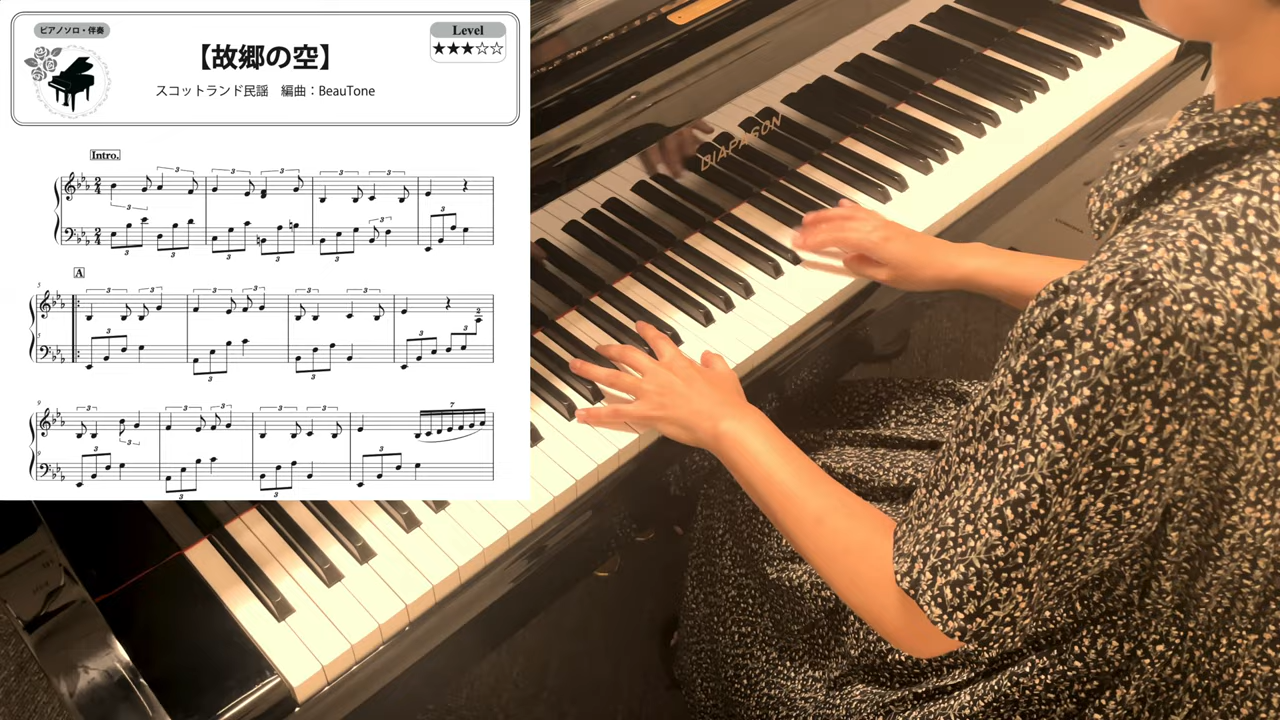 ピアノソロ・伴奏
【故郷の空】
スコットランド民謡　編曲：BeauTone
Level
★★★☆☆
Intro.
A
DIAPASON